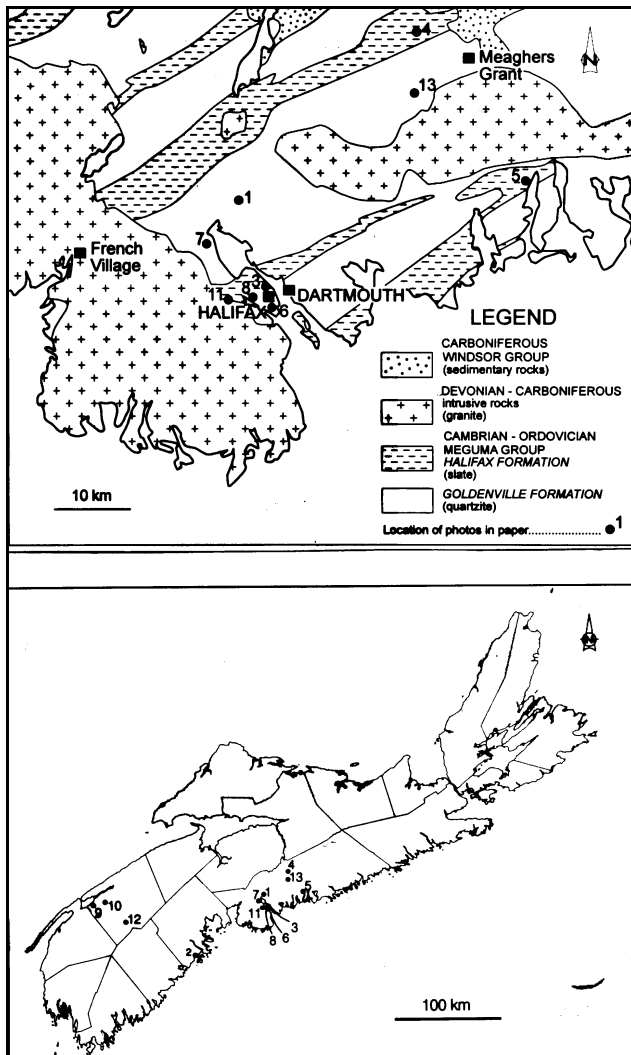 4
Meaghers
Grant
N
13
5
1
7
French
Village
3
8
11
DARTMOUTH
HALIFAX
6
LEGEND
CARBONIFEROUS
WINDSOR GROUP
(sedimentary rocks)
DEVONIAN - CARBONIFEROUS
intrusive rocks
(granite)
CAMBRIAN - ORDOVICIAN
MEGUMA GROUP
HALIFAX FORMATION
(slate)
GOLDENVILLE FORMATION
(quartzite)
10 km
Location of photos in paper........................ 1
N
4
13
7
1
5
9
10
11
12
3
6
8
2
100 km